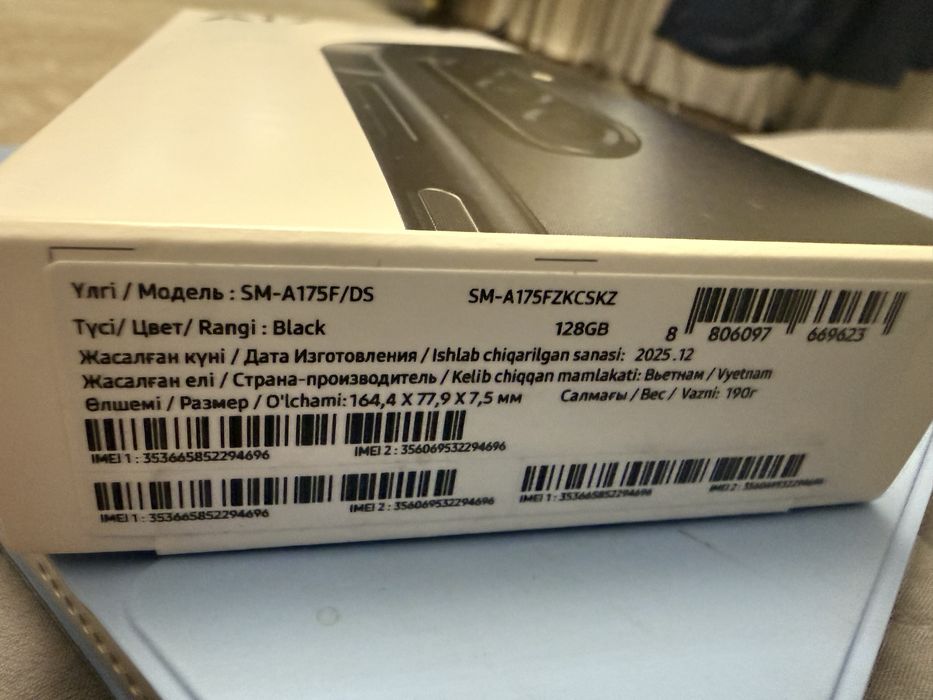 Үлгі / Модель : SM-A175F/DS SM-A175FZKCSKZ
Түсі/ Цвет/ Rangi : Black 128GB 8 806097 669623
Жасалған күні / Дата Изготовления / Ishlab chiqarilgan sanasi: 2025.12
Жасалған елі / Страна-производитель / Kelib chiqqan mamlakati: Вьетнам / Vyetnam
Өлшемі / Размер / O'lchami: 164,4 X 77,9 X 7,5 мм Салмағы / Вес / Vazni: 190г
IMEI 1 : 353665852294696 IMEI 2 : 356069532294696
IMEI 1 : 353665852294696 IMEI 2 : 356069532294696 IMEI 1 : 353665852294696 IMEI 2 : 356069532294696